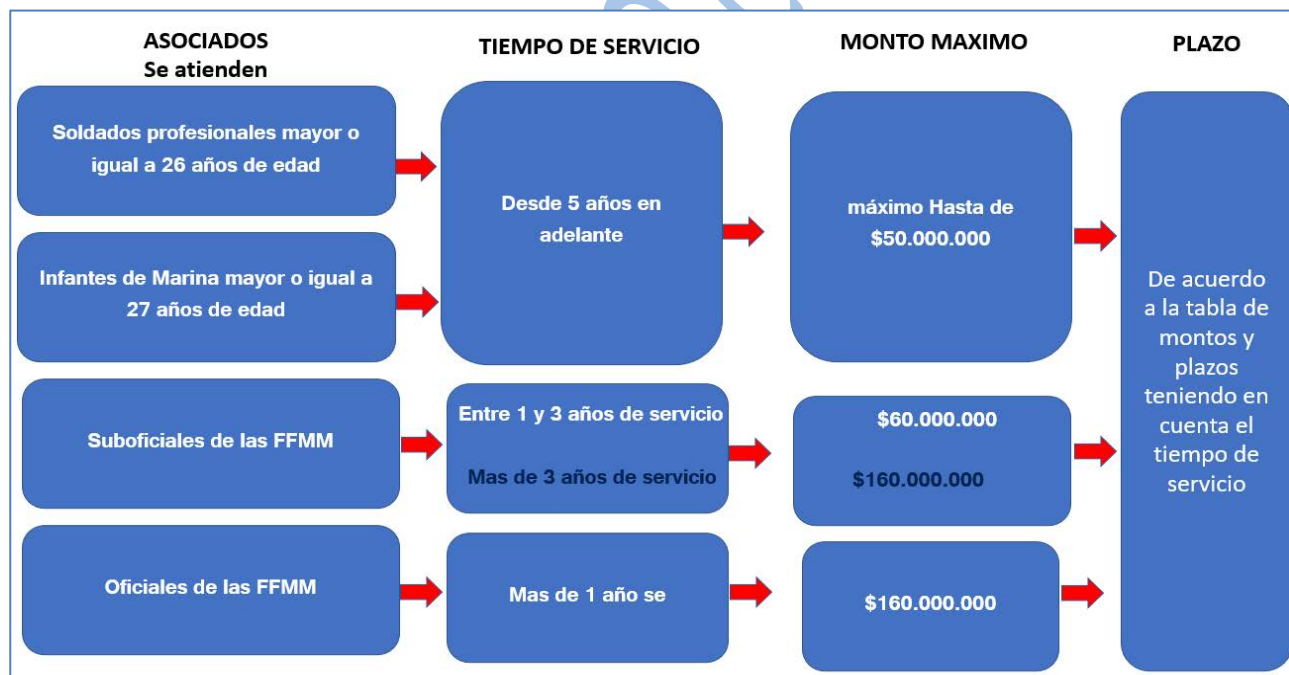 ASOCIADOS
Se atienden
TIEMPO DE SERVICIO
MONTO MAXIMO
PLAZO
Soldados profesionales mayor o
igual a 26 años de edad
Infantes de Marina mayor o igual a
27 años de edad
Desde 5 años en
adelante
máximo Hasta de
$50.000.000
Suboficiales de las FFMM
Entre 1 y 3 años de servicio
Mas de 3 años de servicio
$60.000.000
$160.000.000
Oficiales de las FFMM
Mas de 1 año se
$160.000.000
De acuerdo
a la tabla de
montos y
plazos
teniendo en
cuenta el
tiempo de
servicio